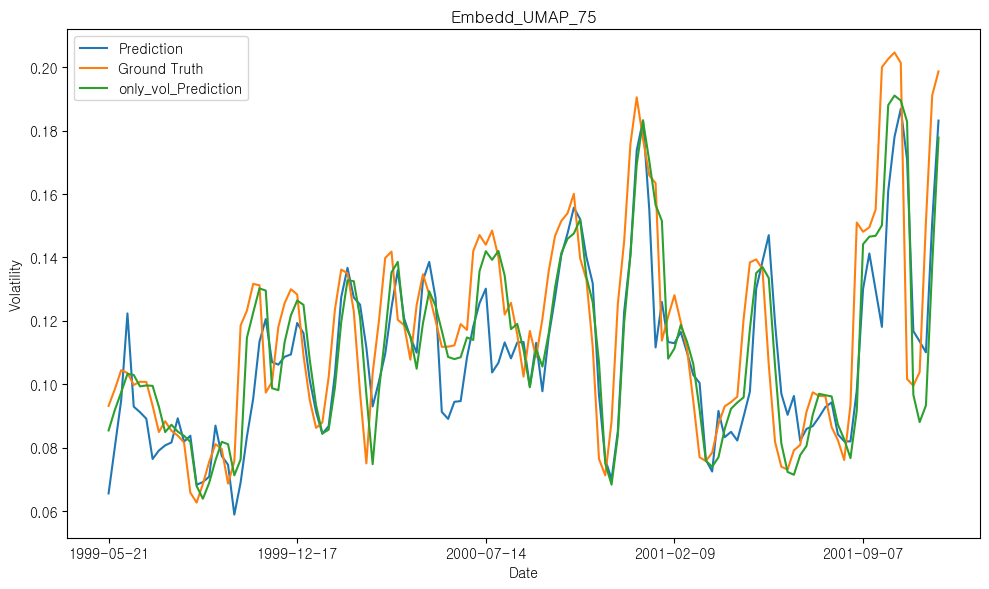 Embedd_UMAP_75
Prediction
Ground Truth
only_vol_Prediction
0.20
0.18
0.16
0.14
0.12
0.10
0.08
0.06
Volatility
1999-05-21
1999-12-17
2000-07-14
2001-02-09
2001-09-07
Date